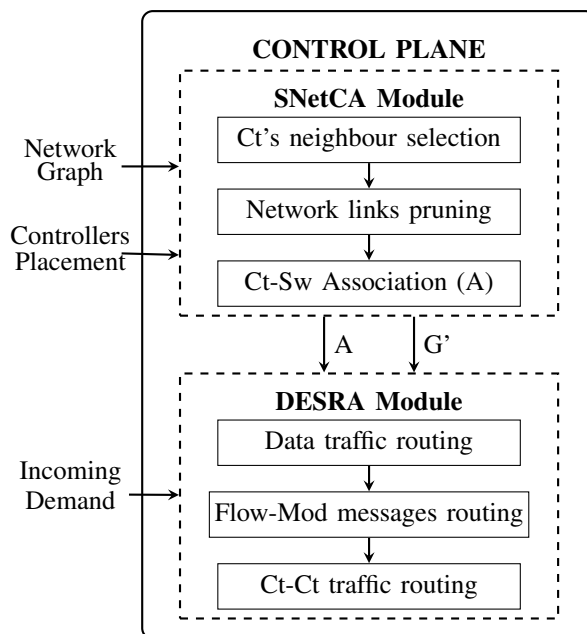 CONTROL PLANE
SNetCA Module
Ct's neighbour selection
Network
Graph
Network links pruning
Controllers
Placement
Ct-Sw Association (A)
A
G'
DESRA Module
Data traffic routing
Incoming
Demand
Flow-Mod messages routing
Ct-Ct traffic routing